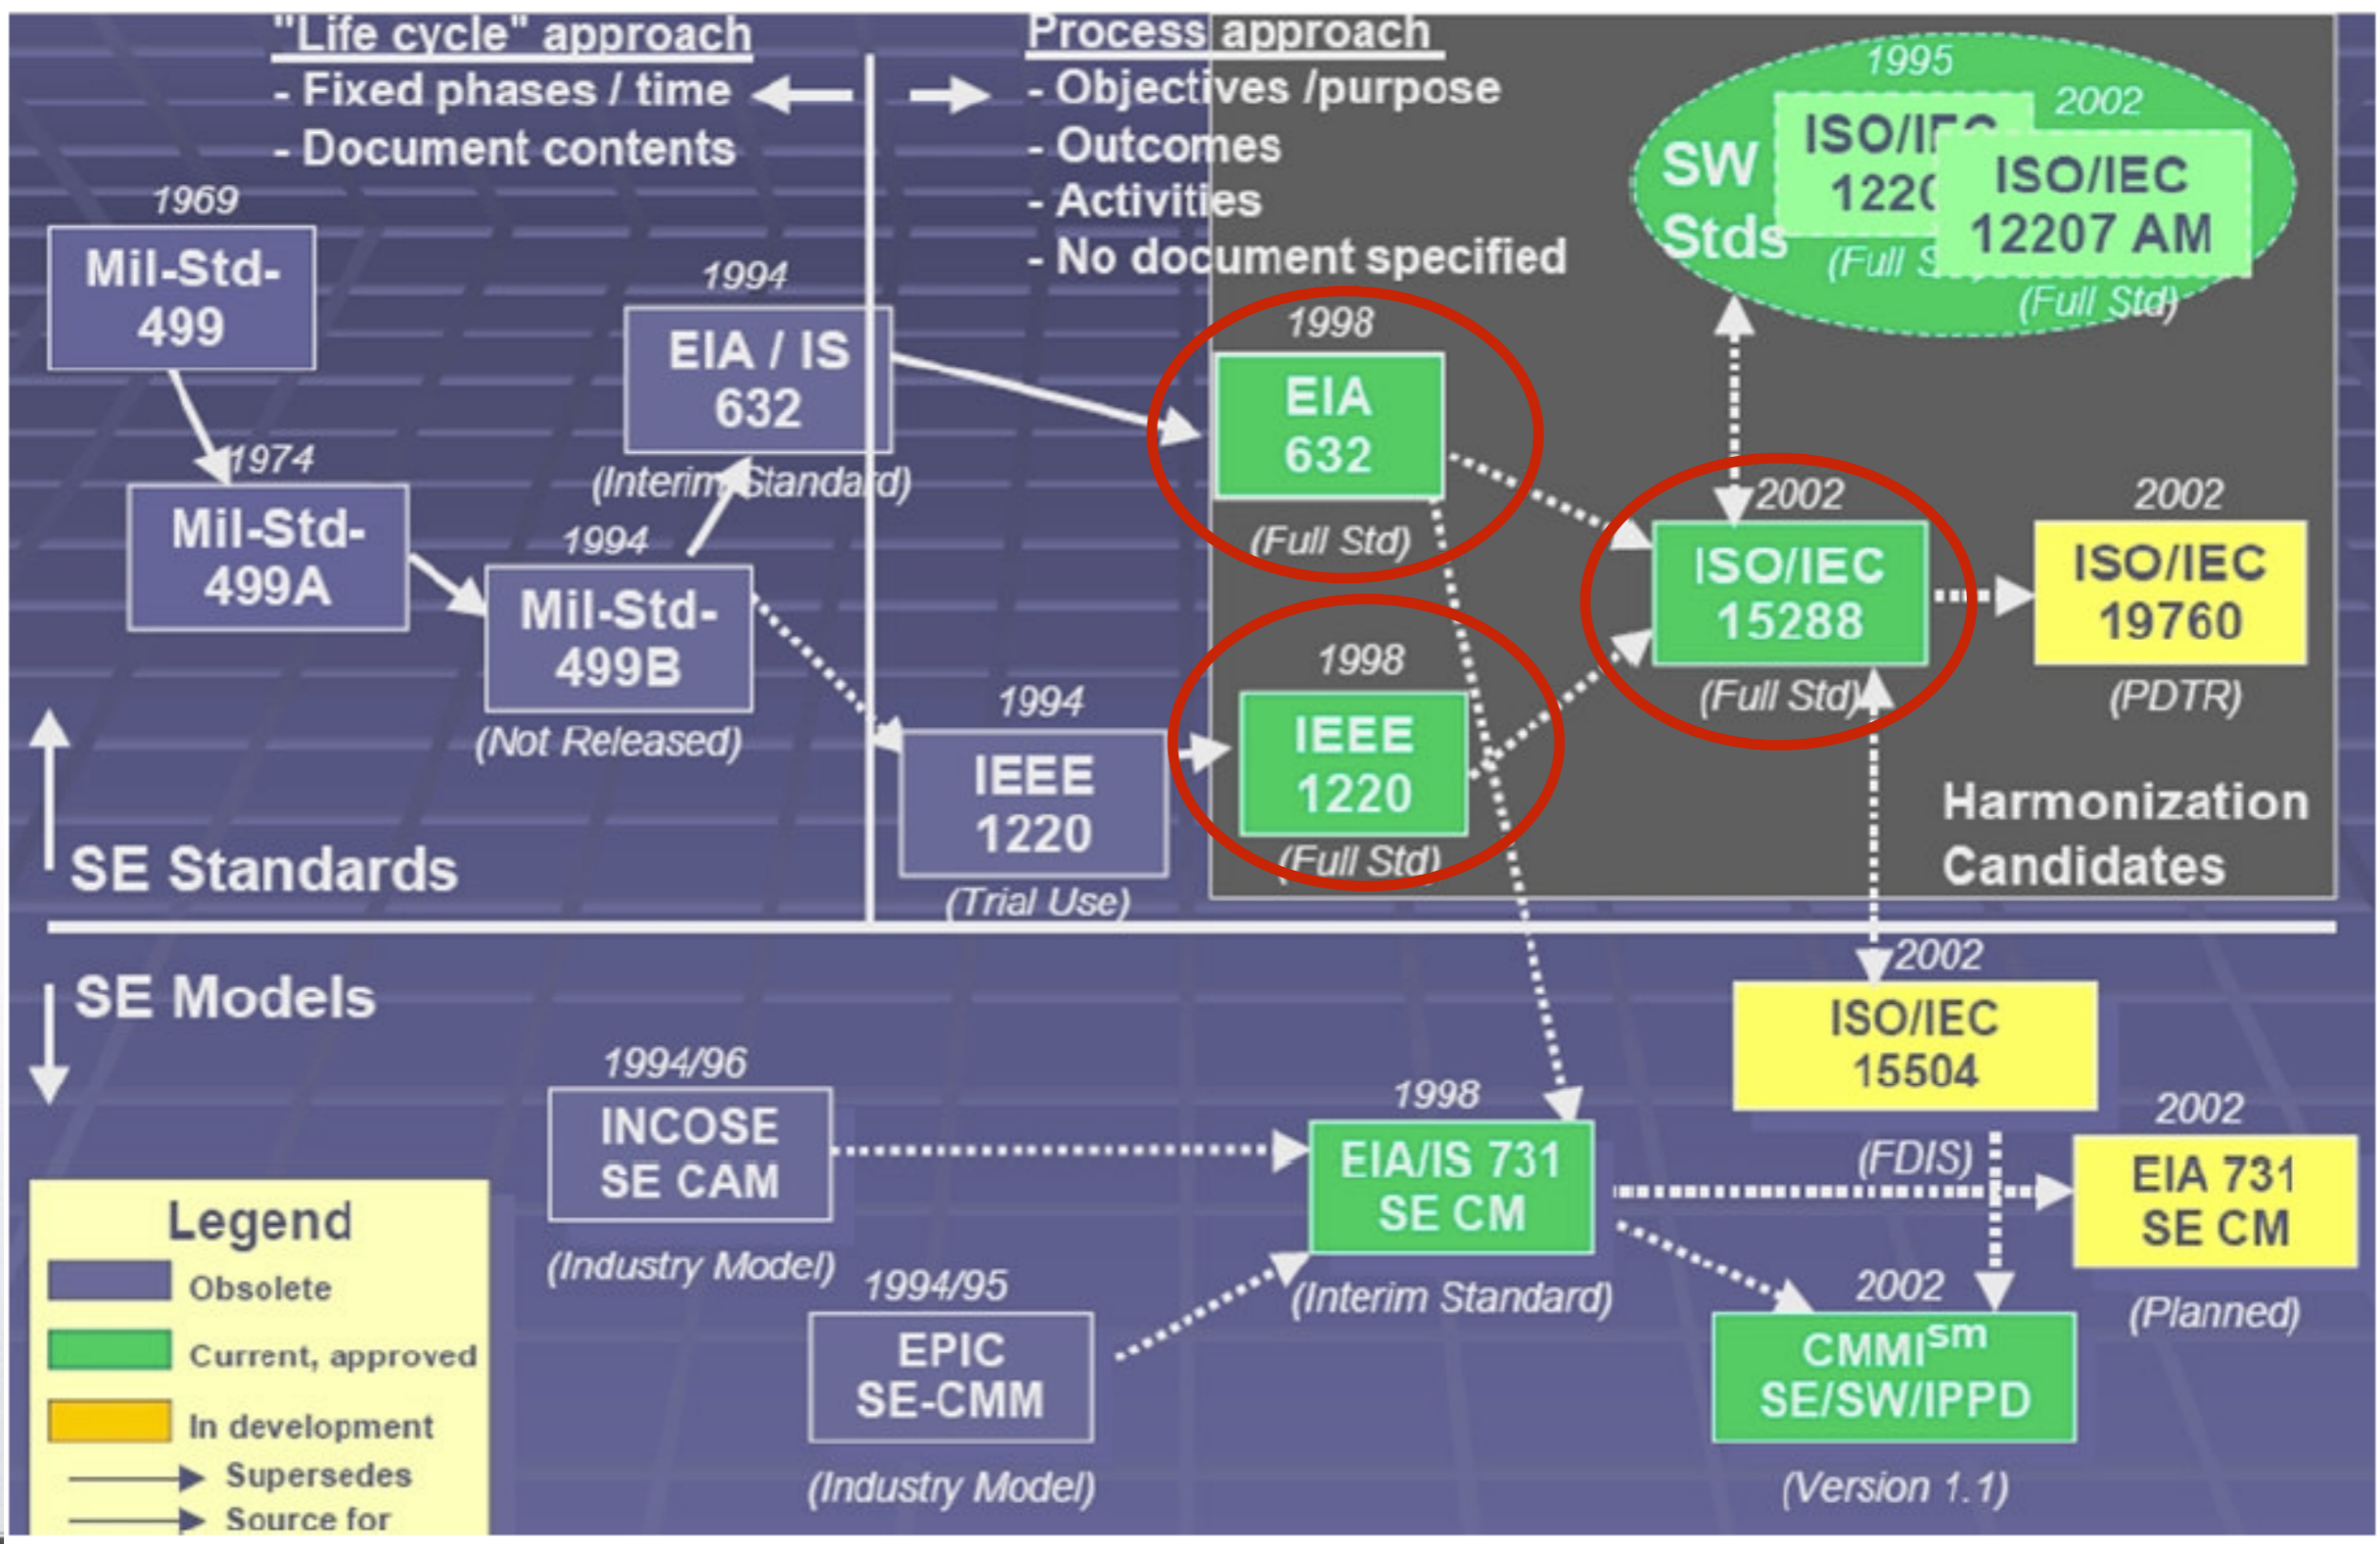 "Life cycle" approach
- Fixed phases / time
- Document contents
Process approach
- Objectives /purpose
- Outcomes
- Activities
- No document specified
1969
Mil-Std-
499
1974
Mil-Std-
499A
1994
Mil-Std-
499B
(Not Released)
1994
EIA / IS
632
(Interim Standard)
1994
IEEE
1220
(Trial Use)
1998
EIA
632
(Full Std)
1998
IEEE
1220
(Full Std)
SW
Stds
1995
ISO/IEC
1220
(Full S
2002
ISO/IEC
12207 AM
(Full Std)
2002
ISO/IEC
15288
(Full Std)
2002
ISO/IEC
19760
(PDTR)
Harmonization
Candidates
SE Standards
SE Models
1994/96
INCOSE
SE CAM
(Industry Model)
1994/95
EPIC
SE-CMM
(Industry Model)
1998
EIA/IS 731
SE CM
(Interim Standard)
2002
ISO/IEC
15504
(FDIS)
2002
EIA 731
SE CM
(Planned)
2002
CMMIsm
SE/SW/IPPD
(Version 1.1)
Legend
Obsolete
Current, approved
In development
Supersedes
Source for